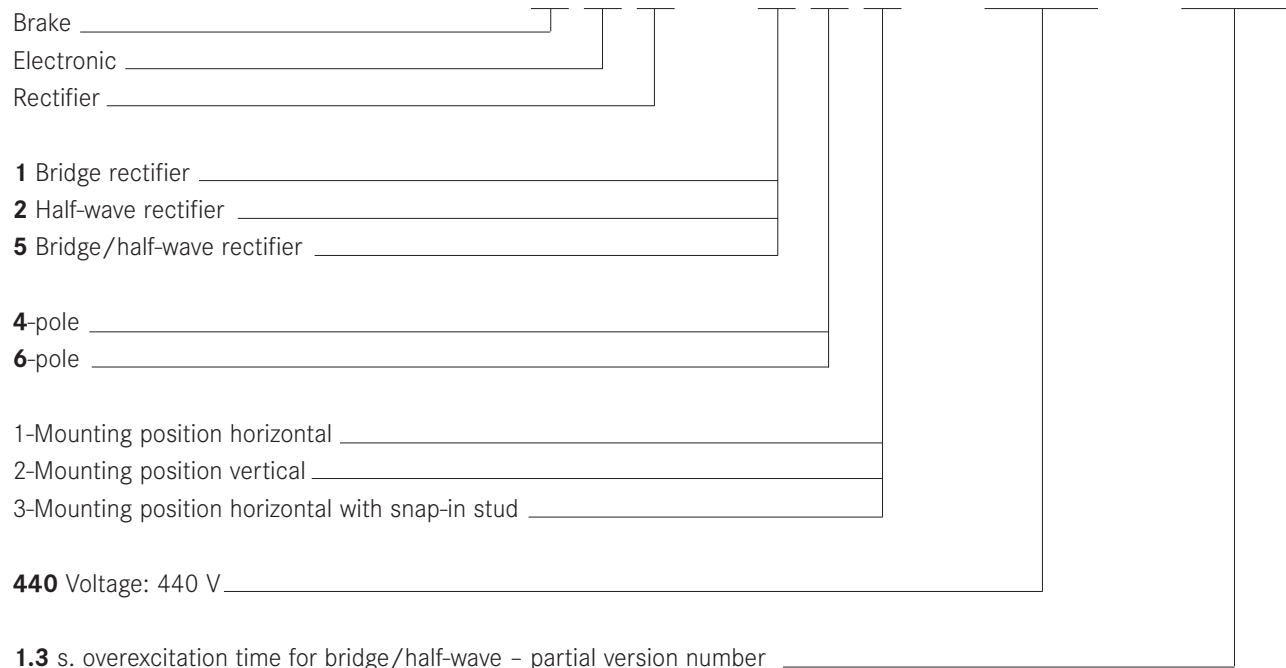 Brake
Electronic
Rectifier
1 Bridge rectifier
2 Half-wave rectifier
5 Bridge/half-wave rectifier
4-pole
6-pole
1-Mounting position horizontal
2-Mounting position vertical
3-Mounting position horizontal with snap-in stud
440 Voltage: 440 V
1.3 s. overexcitation time for bridge/half-wave – partial version number